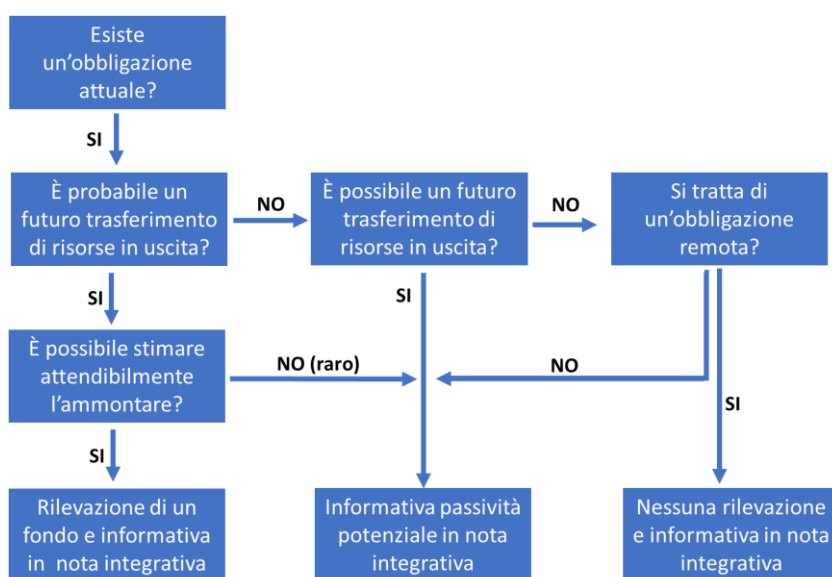 Esiste
un'obbligazione
attuale?
SI
È probabile un
futuro trasferimento
di risorse in uscita?
NO
È possibile un futuro
trasferimento di
risorse in uscita?
NO
Si tratta di
un'obbligazione
remota?
SI
SI
È possibile stimare
attendibilmente
l'ammontare?
NO (raro)
NO
SI
SI
Rilevazione di un
fondo e informativa
in nota integrativa
Informativa passività
potenziale in nota
integrativa
Nessuna rilevazione
e informativa in nota
integrativa